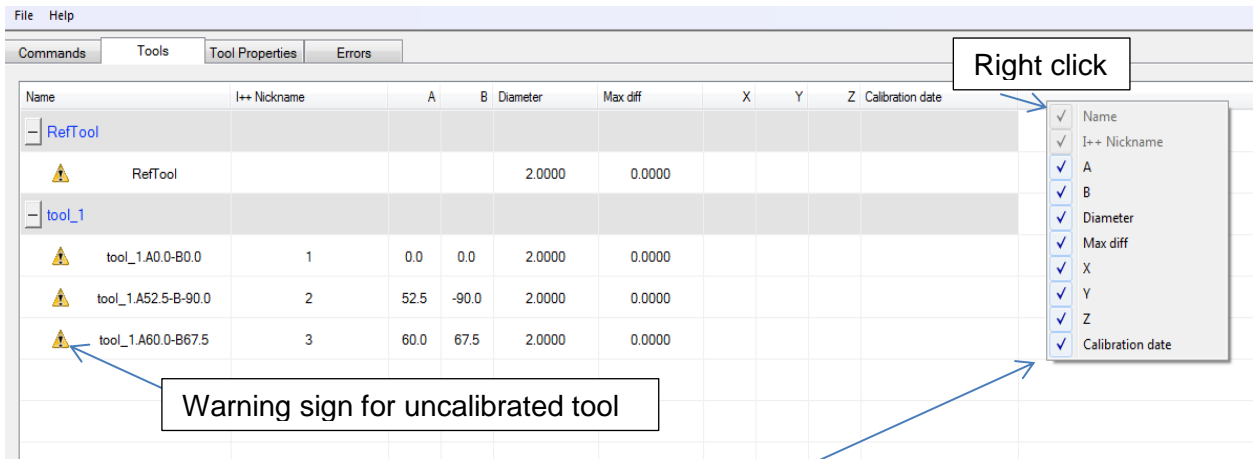 File Help
Commands Tools Tool Properties Errors
Right click
Name I++ Nickname A B Diameter Max diff X Y Z Calibration date
Name
I++ Nickname
A
B
Diameter
Max diff
X
Y
Z
Calibration date
RefTool
RefTool 2.0000 0.0000
tool_1
tool_1.A0.0-B0.0 1 0.0 0.0 2.0000 0.0000
tool_1.A52.5-B-90.0 2 52.5 -90.0 2.0000 0.0000
tool_1.A60.0-B67.5 3 60.0 67.5 2.0000 0.0000
Warning sign for uncalibrated tool